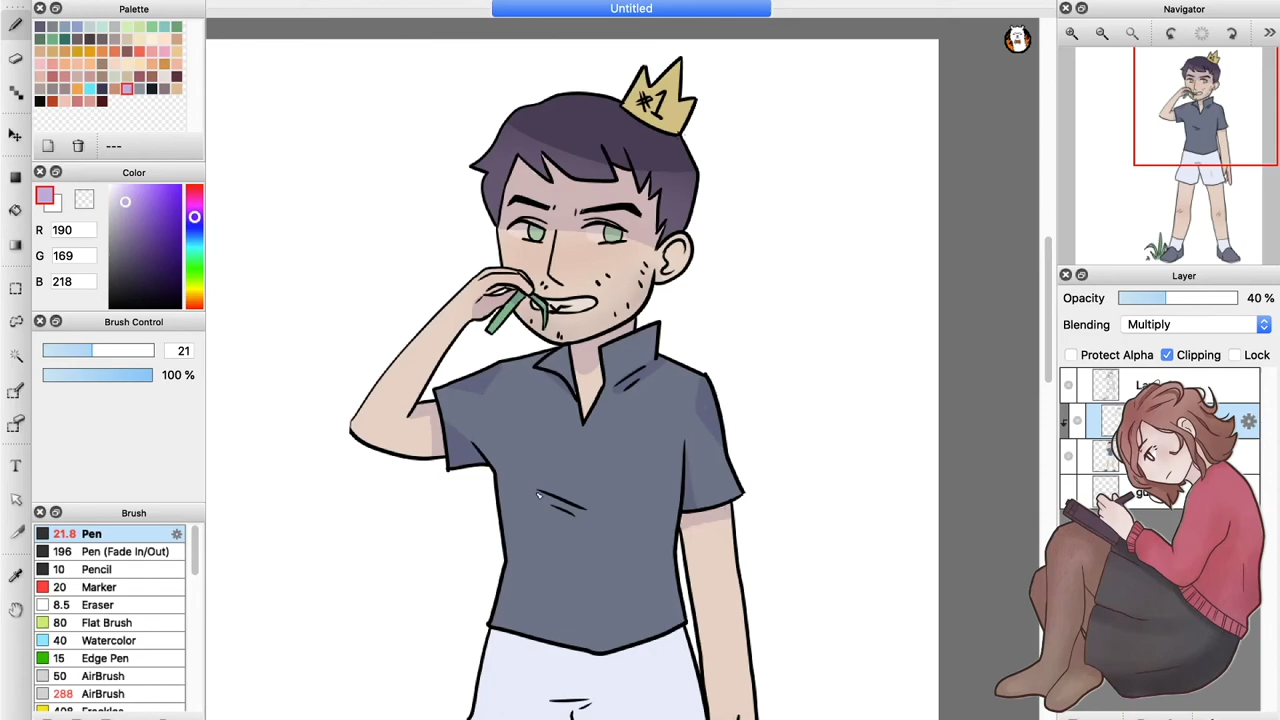 Untitled
Palette
---
Color
R 190
G 169
B 218
Brush Control
21
100 %
Brush
21.8 Pen
196 Pen (Fade In/Out)
10 Pencil
20 Marker
8.5 Eraser
80 Flat Brush
40 Watercolor
15 Edge Pen
50 AirBrush
288 AirBrush
#1
Navigator
Layer
Opacity 40 %
Blending Multiply
Protect Alpha Clipping Lock